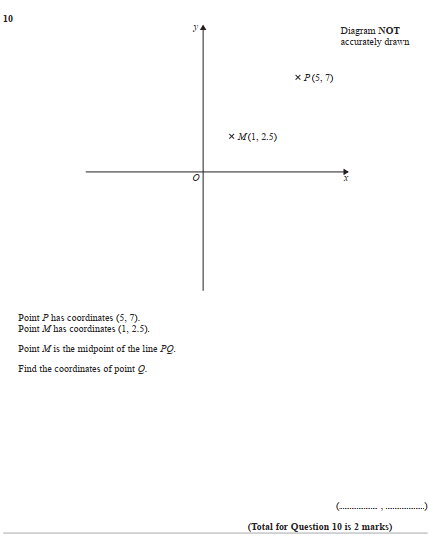 10
y
Diagram NOT
accurately drawn
× P(5, 7)
× M(1, 2.5)
O
x
Point P has coordinates (5, 7).
Point M has coordinates (1, 2.5).
Point M is the midpoint of the line PQ.
Find the coordinates of point Q.
(................ , ................)
(Total for Question 10 is 2 marks)